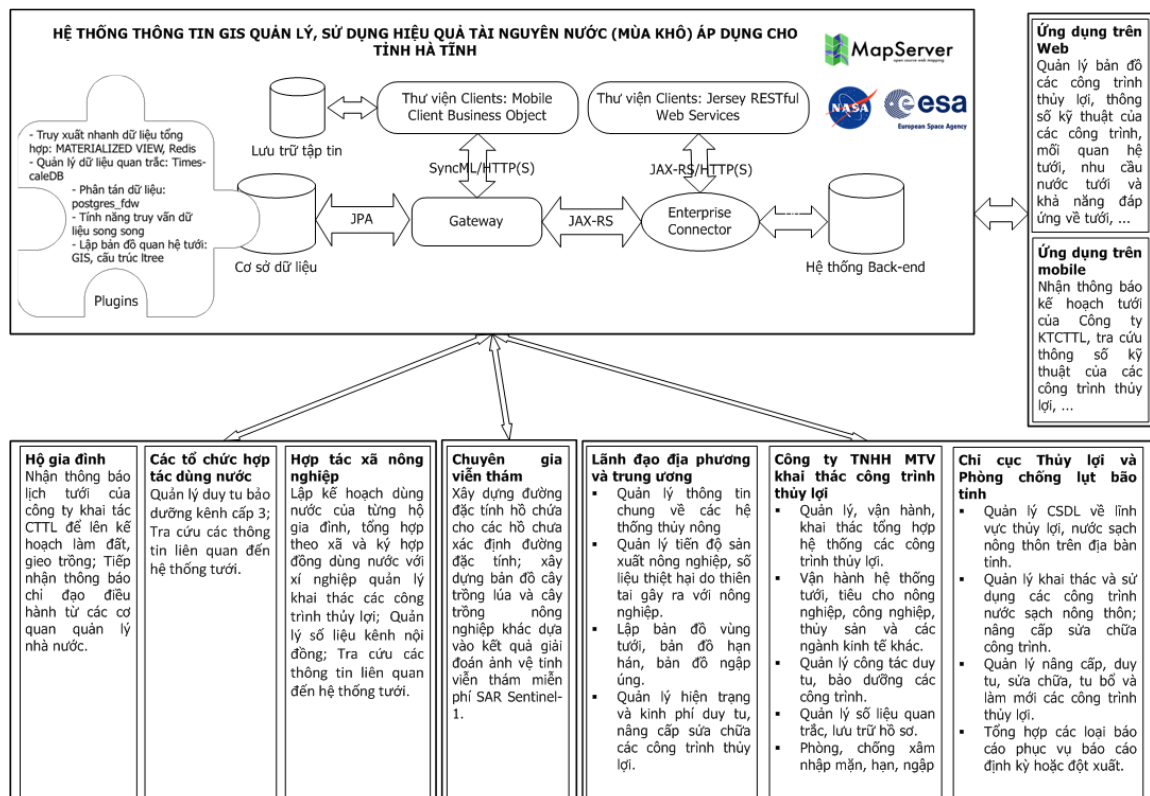 HỆ THỐNG THÔNG TIN GIS QUẢN LÝ, SỬ DỤNG HIỆU QUẢ TÀI NGUYÊN NƯỚC (MÙA KHÔ) ÁP DỤNG CHO
TỈNH HÀ TĨNH
MapServer
open source web mapping
NASA
esa
European Space Agency
Thư viện Clients: Mobile
Client Business Object
Thư viện Clients: Jersey RESTful
Web Services
Lưu trữ tập tin
SyncML/HTTP(S)
JAX-RS/HTTP(S)
- Truy xuất nhanh dữ liệu tổng
hợp: MATERIALIZED VIEW, Redis
- Quản lý dữ liệu quan trắc: Times-
caleDB
- Phân tán dữ liệu:
postgres_fdw
- Tính năng truy vấn dữ
liệu song song
- Lập bản đồ quan hệ tưới:
GIS, cấu trúc ltree
Plugins
JPA
Gateway
JAX-RS
Enterprise
Connector
Cơ sở dữ liệu
Hệ thống Back-end
Ứng dụng trên
Web
Quản lý bản đồ
các công trình
thủy lợi, thông
số kỹ thuật của
các công trình,
mối quan hệ
tưới, nhu cầu
nước tưới và
khả năng đáp
ứng về tưới, ...
Ứng dụng trên
mobile
Nhận thông báo
kế hoạch tưới
của Công ty
KTCTTL, tra cứu
thông số kỹ
thuật của các
công trình thủy
lợi, ...
Hộ gia đình
Nhận thông báo
lịch tưới của
công ty khai tác
CTTL để lên kế
hoạch làm đất,
gieo trồng; Tiếp
nhận thông báo
chỉ đạo điều
hành từ các cơ
quan quản lý
nhà nước.
Các tổ chức hợp
tác dùng nước
Quản lý duy tu bảo
dưỡng kênh cấp 3;
Tra cứu các thông
tin liên quan đến
hệ thống tưới.
Hợp tác xã nông
nghiệp
Lập kế hoạch dùng
nước của từng hộ
gia đình, tổng hợp
theo xã và ký hợp
đồng dùng nước với
xí nghiệp quản lý
khai thác các công
trình thủy lợi; Quản
lý số liệu kênh nội
đồng; Tra cứu các
thông tin liên quan
đến hệ thống tưới.
Chuyên gia
viễn thám
Xây dựng đường
đặc tính hồ chứa
cho các hồ chưa
xác định đường
đặc tính; xây
dựng bản đồ cây
trồng lúa và cây
trồng nông
nghiệp khác dựa
vào kết quả giải
đoán ảnh vệ tinh
viễn thám miễn
phí SAR Sentinel-
1.
Lãnh đạo địa phương
và trung ương
▪ Quản lý thông tin
chung về các hệ
thống thủy nông
▪ Quản lý tiến độ sản
xuất nông nghiệp, số
liệu thiệt hại do thiên
tai gây ra với nông
nghiệp.
▪ Lập bản đồ vùng
tưới, bản đồ hạn
hán, bản đồ ngập
úng.
▪ Quản lý hiện trạng
và kinh phí duy tu,
nâng cấp sửa chữa
các công trình thủy
lợi.
Công ty TNHH MTV
khai thác công trình
thủy lợi
▪ Quản lý, vận hành,
khai thác tổng hợp
hệ thống các công
trình thủy lợi.
▪ Vận hành hệ thống
tưới, tiêu cho nông
nghiệp, công nghiệp,
thủy sản và các
ngành kinh tế khác.
▪ Quản lý công tác duy
tu, bảo dưỡng các
công trình.
▪ Quản lý số liệu quan
trắc, lưu trữ hồ sơ.
▪ Phòng, chống xâm
nhập mặn, hạn, ngập
Chi cục Thủy lợi và
Phòng chống lụt bão
tỉnh
▪ Quản lý CSDL về lĩnh
vực thủy lợi, nước sạch
nông thôn trên địa bàn
tỉnh.
▪ Quản lý khai thác và sử
dụng các công trình
nước sạch nông thôn;
nâng cấp sửa chữa
công trình.
▪ Quản lý nâng cấp, duy
tu, sửa chữa, tu bổ và
làm mới các công trình
thủy lợi.
▪ Tổng hợp các loại báo
cáo phục vụ báo cáo
định kỳ hoặc đột xuất.